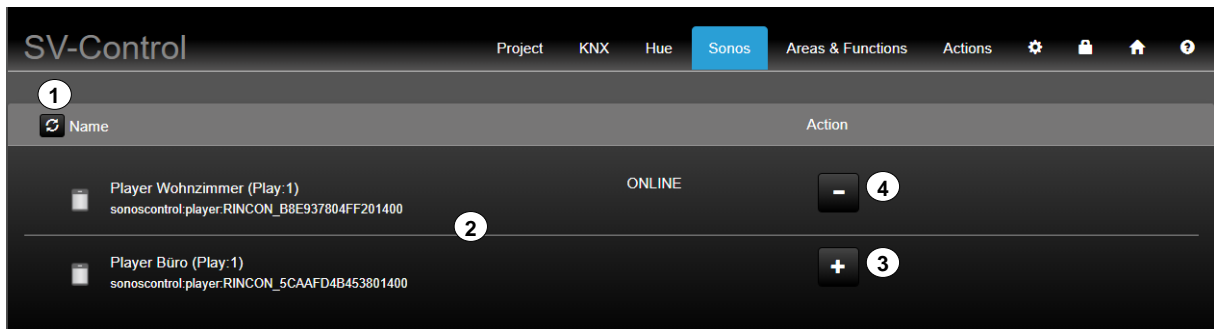 SV-Control Project KNX Hue Sonos Areas & Functions Actions
1
Name Action
Player Wohnzimmer (Play:1) ONLINE 4
sonoscontrol:player:RINCON_B8E937804FF201400
2
Player Büro (Play:1) 3
sonoscontrol:player:RINCON_5CAAFD4B453801400